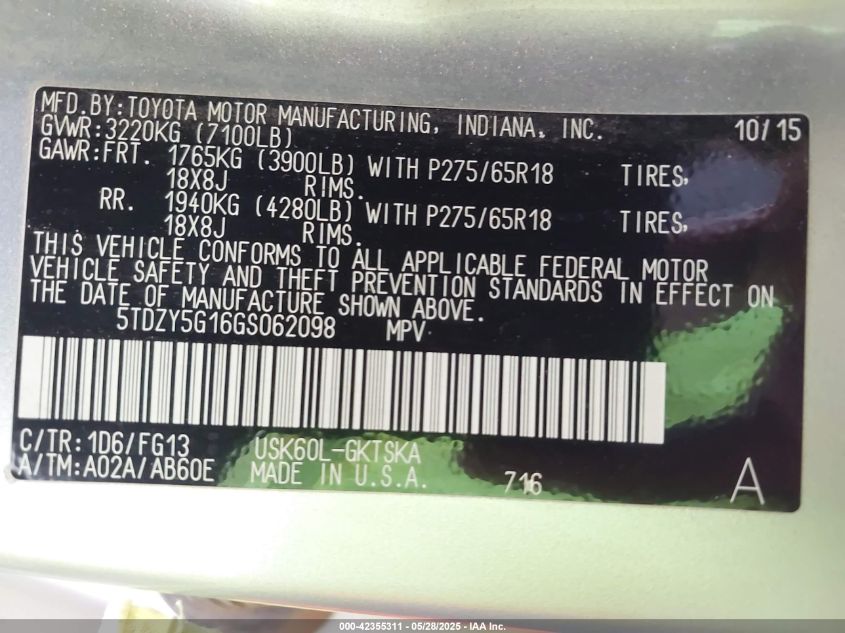 MFD. BY: TOYOTA MOTOR MANUFACTURING, INDIANA, INC. 10/15
GVWR: 3220KG (7100LB)
GAWR: FRT. 1765KG (3900LB) WITH P275/65R18 TIRES,
18X8J RIMS.
RR. 1940KG (4280LB) WITH P275/65R18 TIRES,
18X8J RIMS.
THIS VEHICLE CONFORMS TO ALL APPLICABLE FEDERAL MOTOR
VEHICLE SAFETY AND THEFT PREVENTION STANDARDS IN EFFECT ON
THE DATE OF MANUFACTURE SHOWN ABOVE.
5TDZY5G16GS062098 MPV
C/TR: 1D6/FG13 USK60L-GKTSKA
A/TM: A02A/AB60E MADE IN U.S.A. 716 A
000-42355311 - 05/28/2025 - IAA Inc.